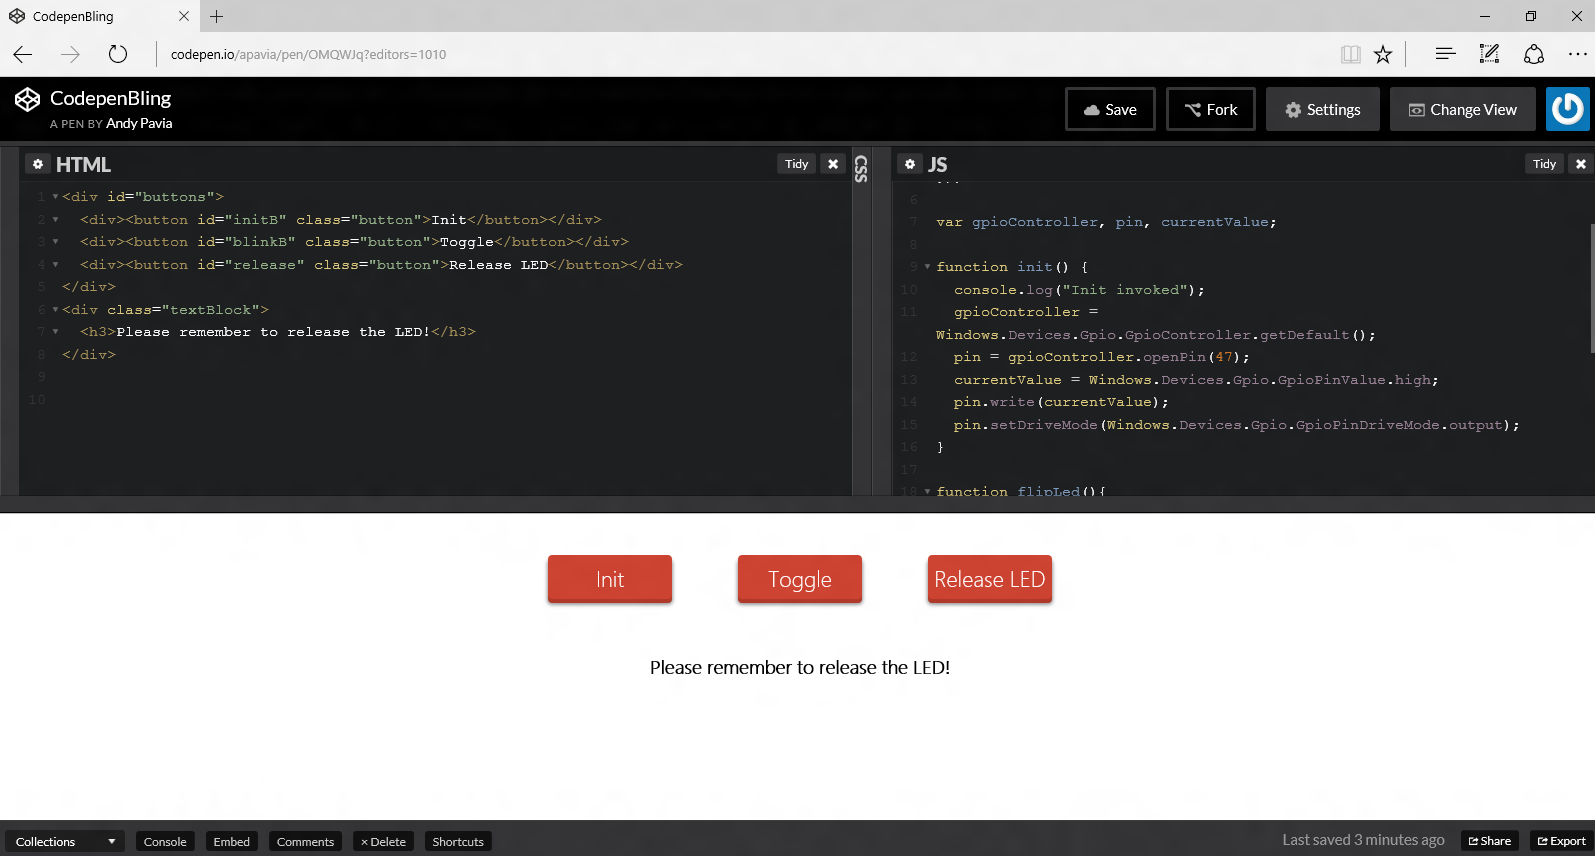 CodepenBling
codepen.io/apavia/pen/OMQWJq?editors=1010
CodepenBling
A PEN BY Andy Pavia
Save
Fork
Settings
Change View
HTML
Tidy
1 <div id="buttons">
2 <div><button id="initB" class="button">Init</button></div>
3 <div><button id="blinkB" class="button">Toggle</button></div>
4 <div><button id="release" class="button">Release LED</button></div>
5 </div>
6 <div class="textBlock">
7 <h3>Please remember to release the LED!</h3>
8 </div>
9
10
CSS
JS
Tidy
6
7 var gpioController, pin, currentValue;
8
9 function init() {
10 console.log("Init invoked");
11 gpioController =
Windows.Devices.Gpio.GpioController.getDefault();
12 pin = gpioController.openPin(47);
13 currentValue = Windows.Devices.Gpio.GpioPinValue.high;
14 pin.write(currentValue);
15 pin.setDriveMode(Windows.Devices.Gpio.GpioPinDriveMode.output);
16 }
17
18 function flipLed(){
Init
Toggle
Release LED
Please remember to release the LED!
Collections
Console
Embed
Comments
× Delete
Shortcuts
Last saved 3 minutes ago
Share
Export